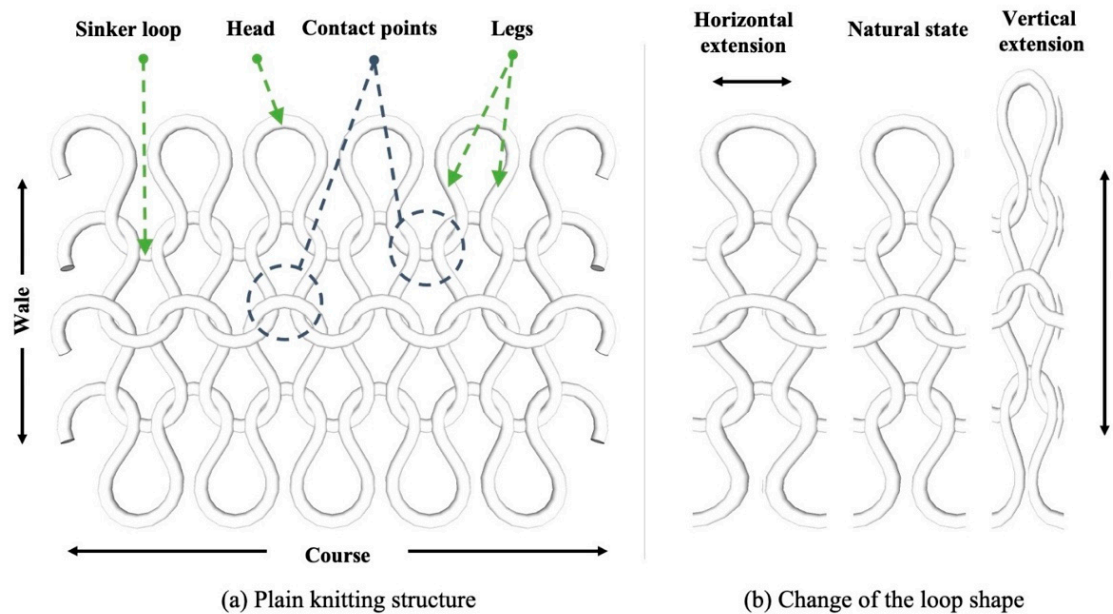 Sinker loop
Head
Contact points
Legs
Wale
Course
(a) Plain knitting structure
Horizontal
extension
Natural state
Vertical
extension
(b) Change of the loop shape